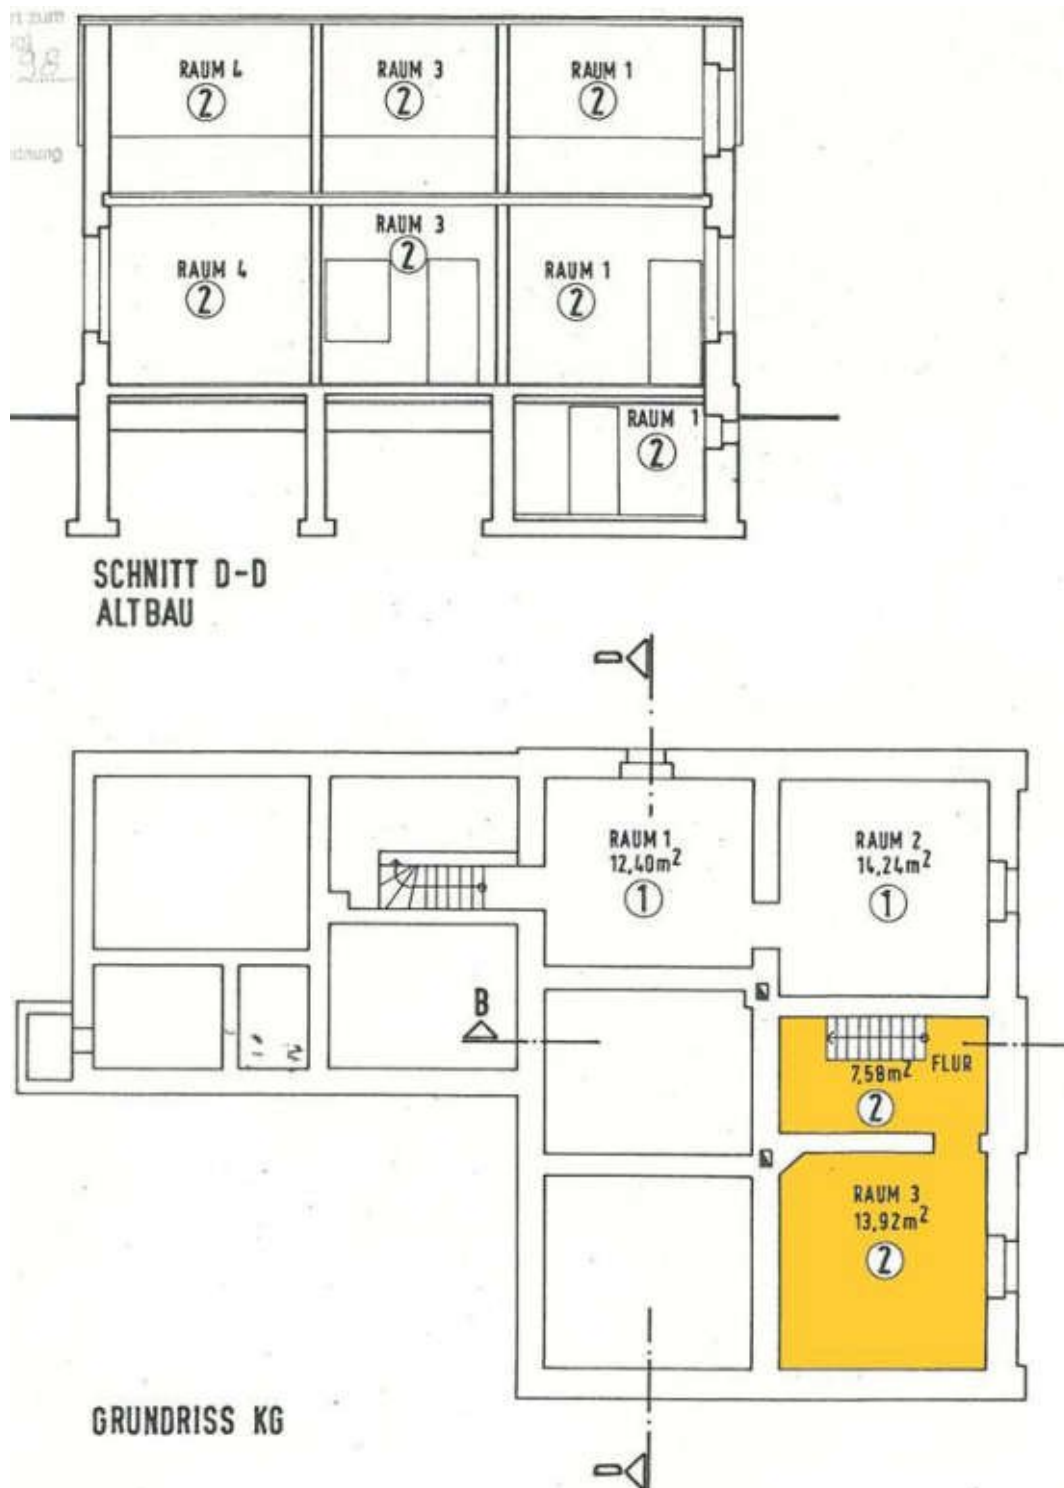 RAUM 4
②
RAUM 3
②
RAUM 1
②
RAUM 4
②
RAUM 3
②
RAUM 1
②
RAUM 1
②
SCHNITT D-D
ALTBAU
D
RAUM 1
12,40m²
①
RAUM 2
14,24m²
①
B
FLUR
7,58m²
②
RAUM 3
13,92m²
②
GRUNDRISS KG
D